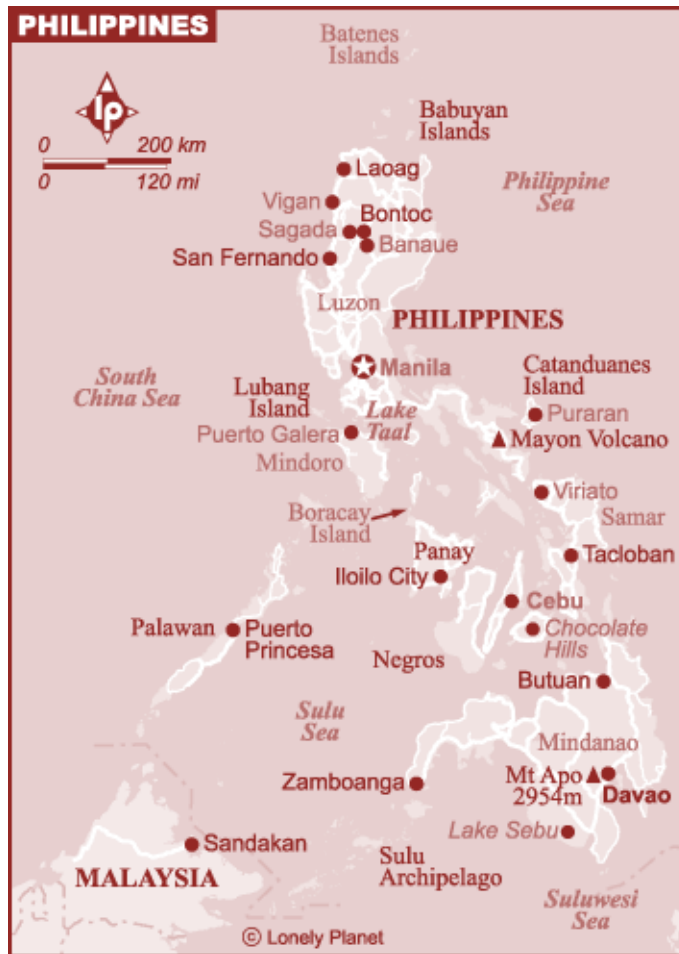 PHILIPPINES
Batenes
Islands
lp
0 200 km
0 120 mi
Babuyan
Islands
Laoag
Philippine
Sea
Vigan
Bontoc
Sagada
Banaue
San Fernando
Luzon
PHILIPPINES
Manila
Catanduanes
Island
South
China Sea
Lubang
Island
Lake
Taal
Puraran
Puerto Galera
Mayon Volcano
Mindoro
Viriato
Boracay
Island
Samar
Panay
Tacloban
Iloilo City
Cebu
Palawan
Puerto
Princesa
Chocolate
Hills
Negros
Butuan
Sulu
Sea
Mindanao
Zamboanga
Mt Apo
2954m
Davao
Lake Sebu
Sandakan
Sulu
Archipelago
MALAYSIA
Suluwesi
Sea
© Lonely Planet